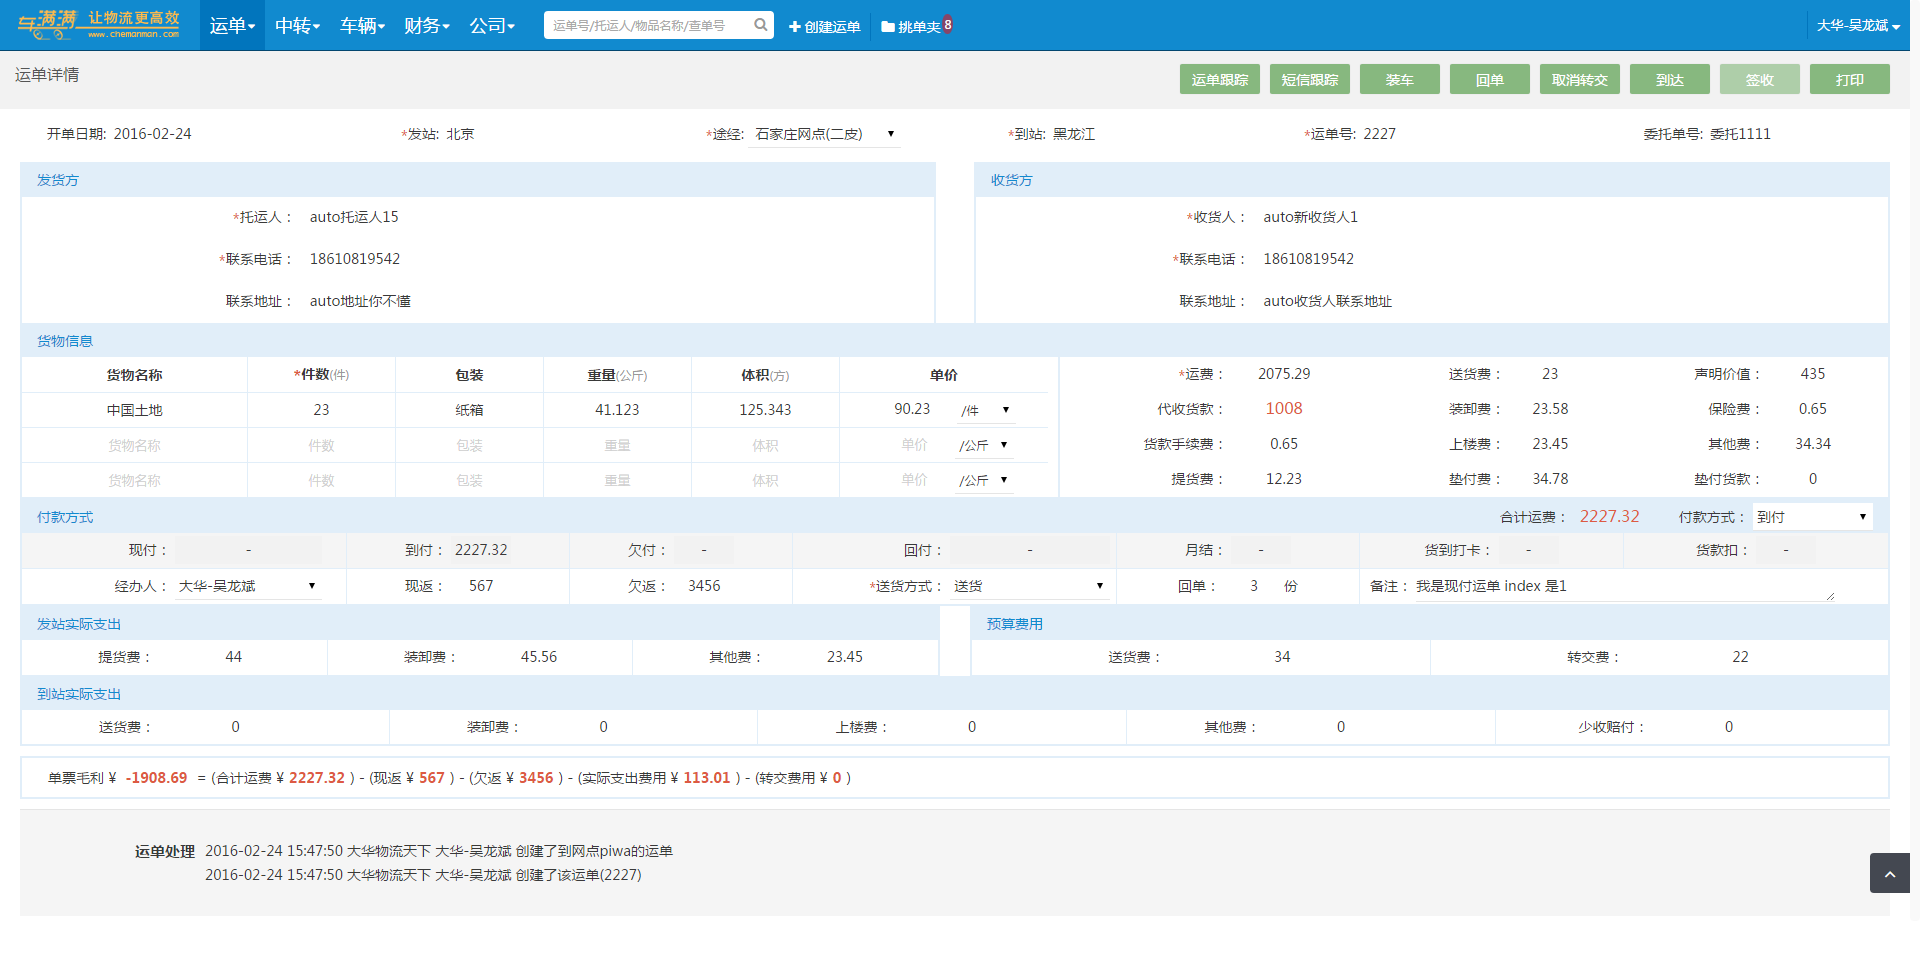 车满满 让物流更高效
www.chemanman.com
运单 中转 车辆 财务 公司 运单号/托运人/物品名称/查单号 创建运单 挑单夹 8 大华-吴龙斌
运单详情 运单跟踪 短信跟踪 装车 回单 取消转交 到达 签收 打印
开单日期: 2016-02-24 *发站: 北京 *途经: 石家庄网点(二皮) *到站: 黑龙江 *运单号: 2227 委托单号: 委托1111
发货方 收货方
*托运人： auto托运人15 *收货人： auto新收货人1
*联系电话： 18610819542 *联系电话： 18610819542
联系地址： auto地址你不懂 联系地址： auto收货人联系地址
货物信息
货物名称 *件数(件) 包装 重量(公斤) 体积(方) 单价 *运费： 2075.29 送货费： 23 声明价值： 435
中国土地 23 纸箱 41.123 125.343 90.23 /件 代收货款： 1008 装卸费： 23.58 保险费： 0.65
货物名称 件数 包装 重量 体积 单价 /公斤 货款手续费： 0.65 上楼费： 23.45 其他费： 34.34
货物名称 件数 包装 重量 体积 单价 /公斤 提货费： 12.23 垫付费： 34.78 垫付货款： 0
付款方式 合计运费： 2227.32 付款方式： 到付
现付： - 到付： 2227.32 欠付： - 回付： - 月结： - 货到打卡： - 货款扣： -
经办人： 大华-吴龙斌 现返： 567 欠返： 3456 *送货方式： 送货 回单： 3 份 备注： 我是现付运单 index 是1
发站实际支出 预算费用
提货费： 44 装卸费： 45.56 其他费： 23.45 送货费： 34 转交费： 22
到站实际支出
送货费： 0 装卸费： 0 上楼费： 0 其他费： 0 少收赔付： 0
单票毛利 ¥ -1908.69 = (合计运费 ¥ 2227.32 ) - (现返 ¥ 567 ) - (欠返 ¥ 3456 ) - (实际支出费用 ¥ 113.01 ) - (转交费用 ¥ 0 )
运单处理 2016-02-24 15:47:50 大华物流天下 大华-吴龙斌 创建了到网点piwa的运单
2016-02-24 15:47:50 大华物流天下 大华-吴龙斌 创建了该运单(2227)